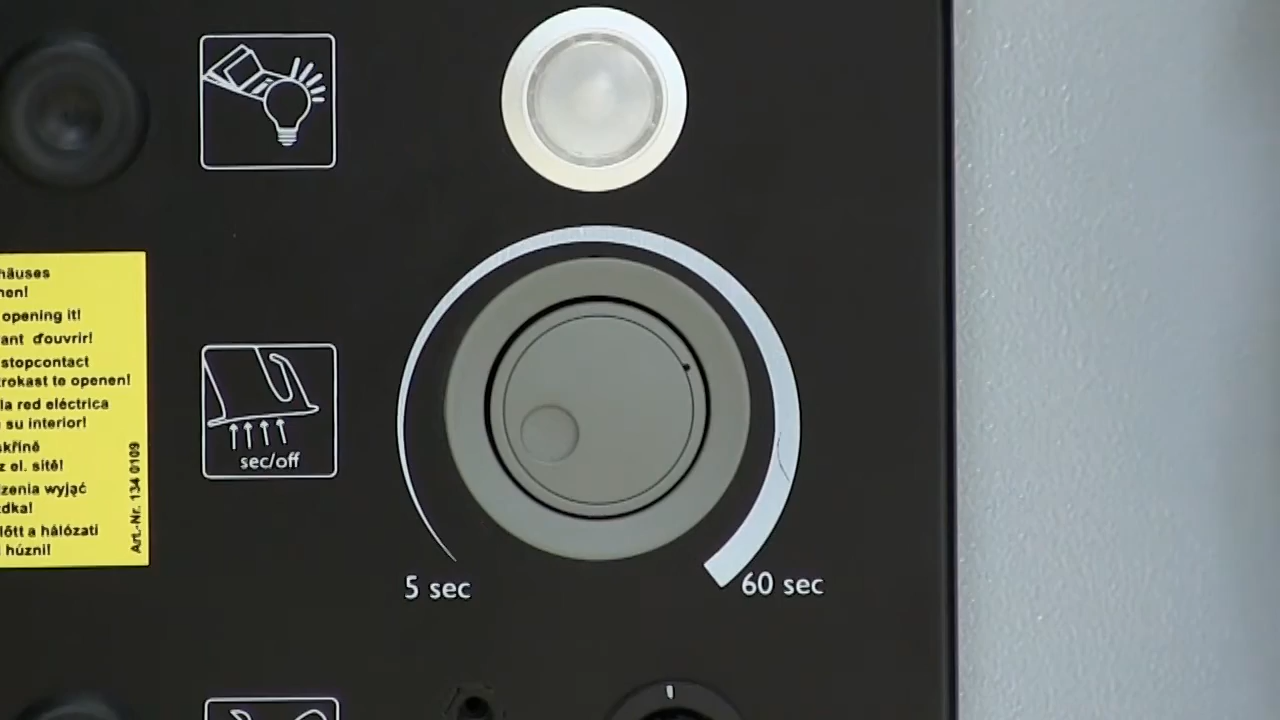 häuses
nen!
opening it!
ant d'ouvrir!
stopcontact
rokast te openen!
la red eléctrica
su interior!
skříně
z el. sítě!
zenia wyjąć
dka!
lőtt a hálózati
húzni!
Art.-Nr. 134 0109
sec/off
5 sec
60 sec